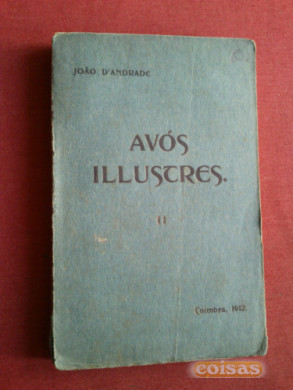 JOÃO D'ANDRADE
AVÓS
ILLUSTRES.
II
Coimbra, 1912.
coisas